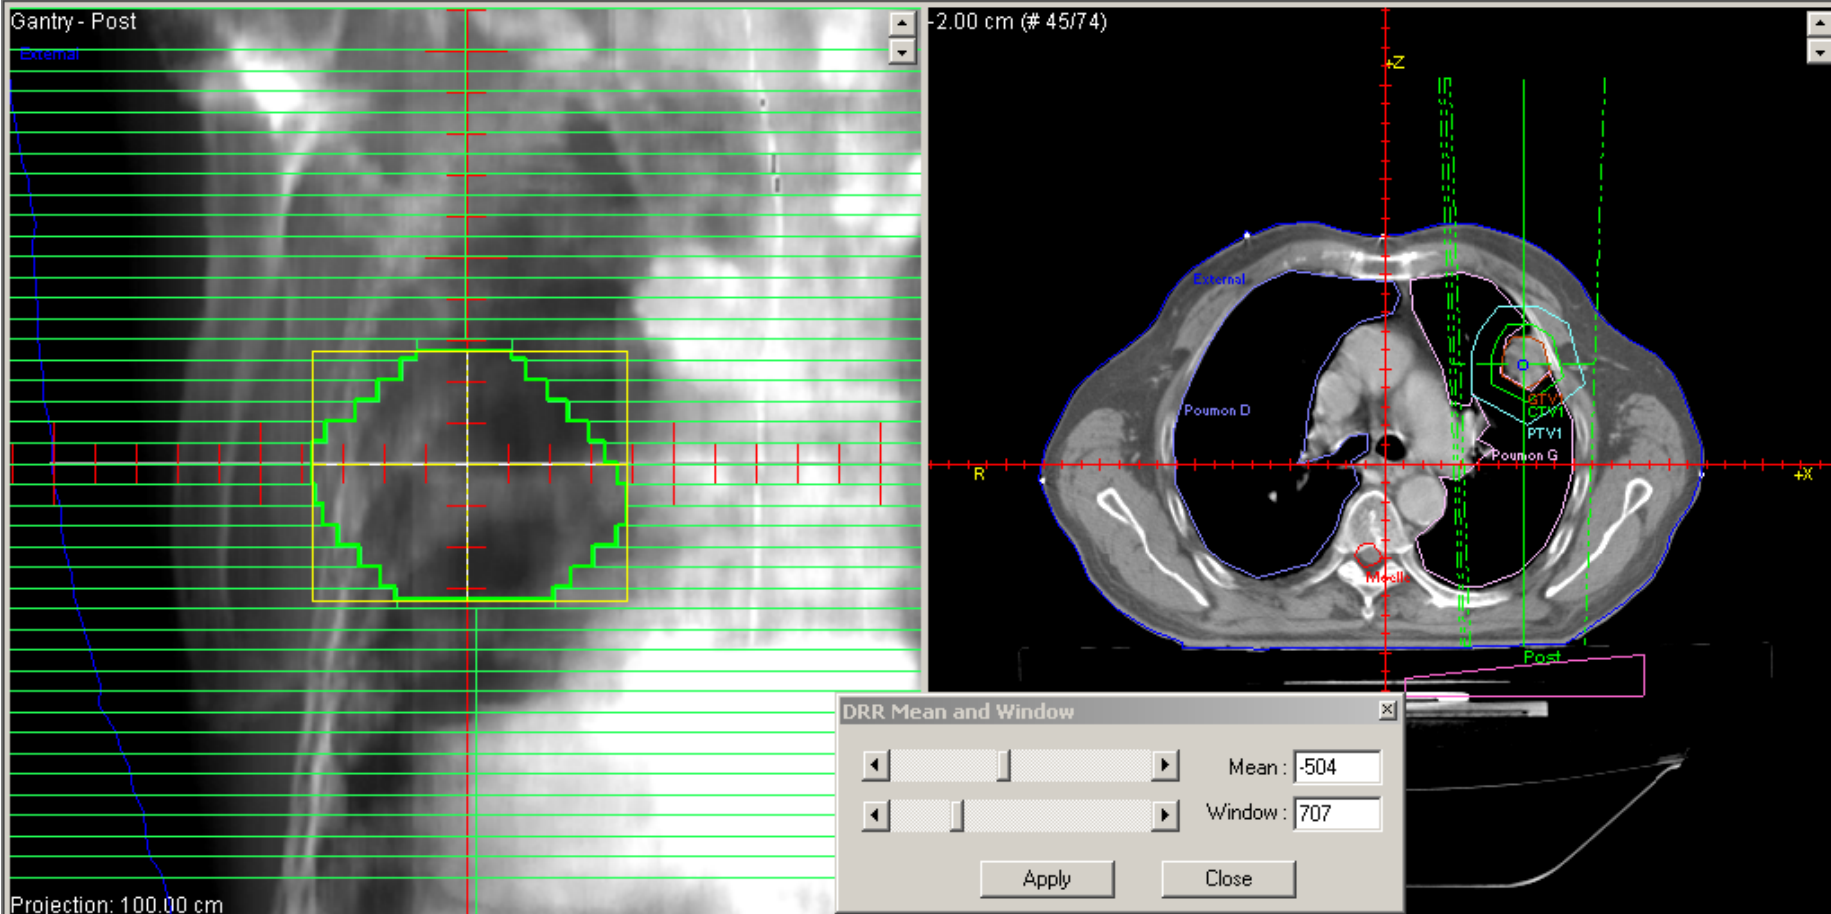 Gantry - Post
External
Projection: 100.00 cm
-2.00 cm (# 45/74)
+Z
External
Poumon D
GTV1
CTV1
PTV1
Poumon G
R
+X
Moelle
Post
DRR Mean and Window
Mean : -504
Window : 707
Apply Close